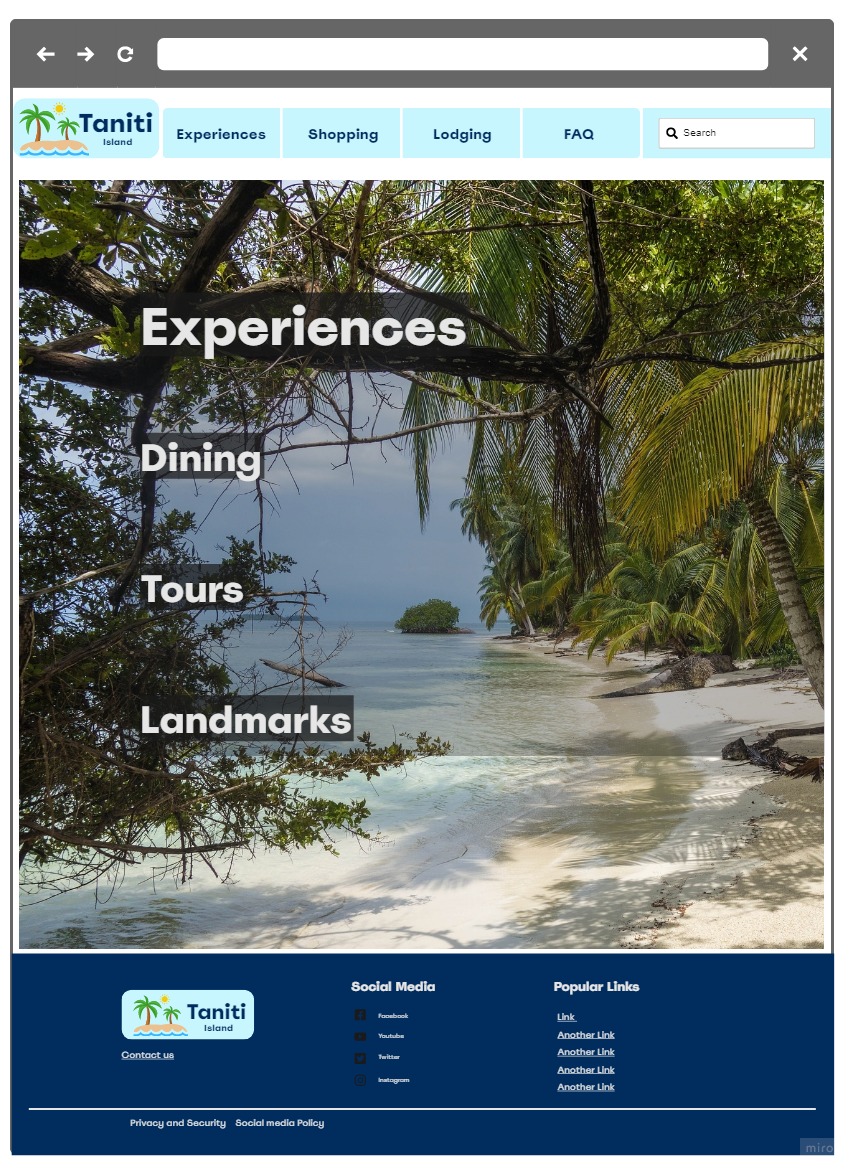 Taniti
Island
Experiences
Shopping
Lodging
FAQ
Search
Experiences
Dining
Tours
Landmarks
Taniti
Island
Contact us
Social Media
Facebook
Youtube
Twitter
Instagram
Popular Links
Link
Another Link
Another Link
Another Link
Another Link
Privacy and Security Social media Policy
miro